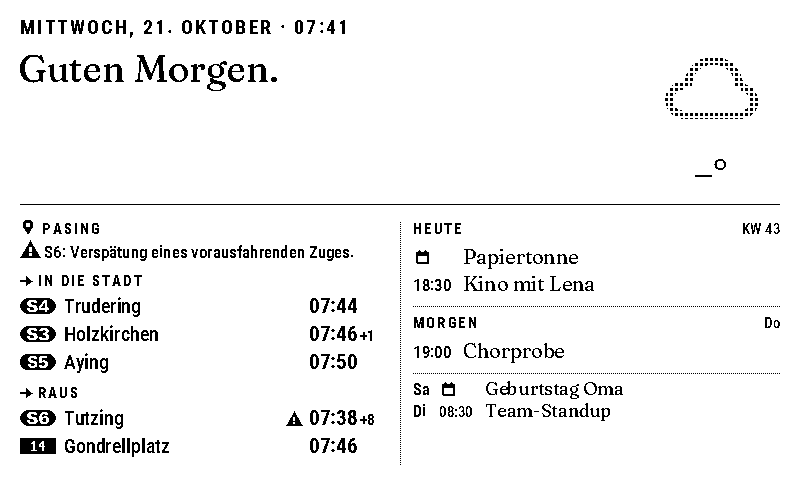 MITTWOCH, 21. OKTOBER · 07:41
Guten Morgen.
_°
PASING
S6: Verspätung eines vorausfahrenden Zuges.
→ IN DIE STADT
S4 Trudering 07:44
S3 Holzkirchen 07:46 +1
S5 Aying 07:50
→ RAUS
S6 Tutzing 07:38 +8
14 Gondrellplatz 07:46
HEUTE KW 43
Papiertonne
18:30 Kino mit Lena
MORGEN Do
19:00 Chorprobe
Sa Geburtstag Oma
Di 08:30 Team-Standup